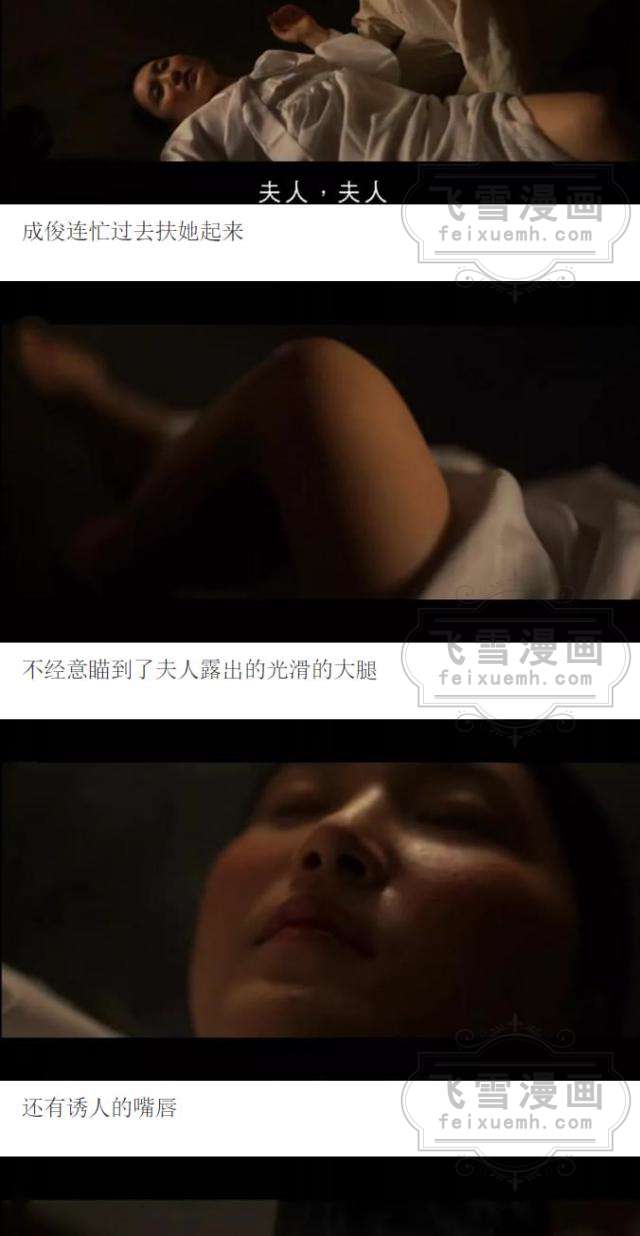 夫人，夫人
飞雪漫画
feixuemh.com
成俊连忙过去扶她起来
飞雪漫画
feixuemh.com
不经意瞄到了夫人露出的光滑的大腿
飞雪漫画
feixuemh.com
还有诱人的嘴唇